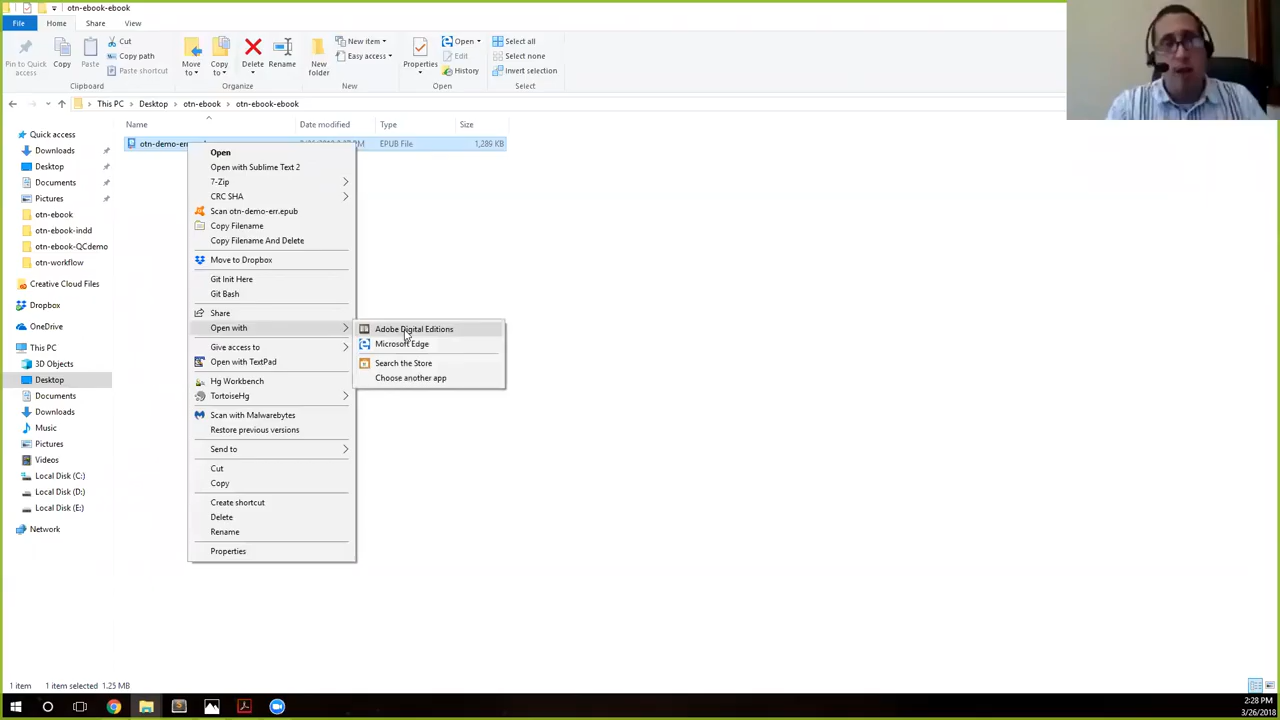 otn-ebook-ebook
File Home Share View
Pin to Quick access
Copy
Paste
Cut
Copy path
Paste shortcut
Clipboard
Move to
Copy to
Delete
Rename
Organize
New folder
New item
Easy access
New
Properties
Open
Edit
History
Open
Select all
Select none
Invert selection
Select
This PC Desktop otn-ebook otn-ebook-ebook
Name Date modified Type Size
otn-demo-err PM EPUB File 1,289 KB
Quick access
Downloads
Desktop
Documents
Pictures
otn-ebook
otn-ebook-indd
otn-ebook-QCdemo
otn-workflow
Creative Cloud Files
Dropbox
OneDrive
This PC
3D Objects
Desktop
Documents
Downloads
Music
Pictures
Videos
Local Disk (C:)
Local Disk (D:)
Local Disk (E:)
Network
Open
Open with Sublime Text 2
7-Zip
CRC SHA
Scan otn-demo-err.epub
Copy Filename
Copy Filename And Delete
Move to Dropbox
Git Init Here
Git Bash
Share
Open with
Give access to
Open with TextPad
Hg Workbench
TortoiseHg
Scan with Malwarebytes
Restore previous versions
Send to
Cut
Copy
Create shortcut
Delete
Rename
Properties
Adobe Digital Editions
Microsoft Edge
Search the Store
Choose another app
1 item 1 item selected 1.25 MB
2:28 PM
3/26/2018